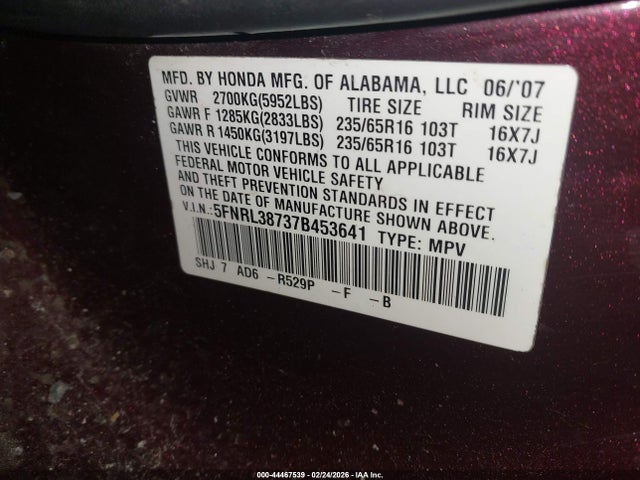 MFD. BY HONDA MFG. OF ALABAMA, LLC 06/'07
GVWR 2700KG(5952LBS) TIRE SIZE RIM SIZE
GAWR F 1285KG(2833LBS) 235/65R16 103T 16X7J
GAWR R 1450KG(3197LBS) 235/65R16 103T 16X7J
THIS VEHICLE CONFORMS TO ALL APPLICABLE
FEDERAL MOTOR VEHICLE SAFETY
AND THEFT PREVENTION STANDARDS IN EFFECT
ON THE DATE OF MANUFACTURE SHOWN ABOVE.
V.I.N.:5FNRL38737B453641 TYPE: MPV
SHJ 7 AD6 -R529P -F -B
000-44467539 - 02/24/2026 - IAA Inc.